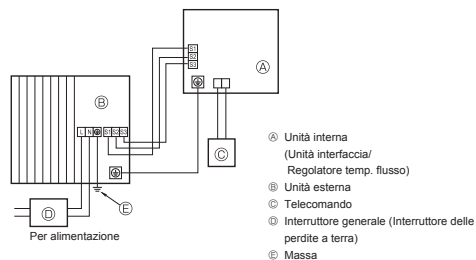 S1
S2
S3
Ⓐ
Ⓑ
L N S1 S2 S3
Ⓒ
Ⓓ
Ⓔ
Per alimentazione
Ⓐ Unità interna
(Unità interfaccia/
Regolatore temp. flusso)
Ⓑ Unità esterna
Ⓒ Telecomando
Ⓓ Interruttore generale (Interruttore delle
perdite a terra)
Ⓔ Massa